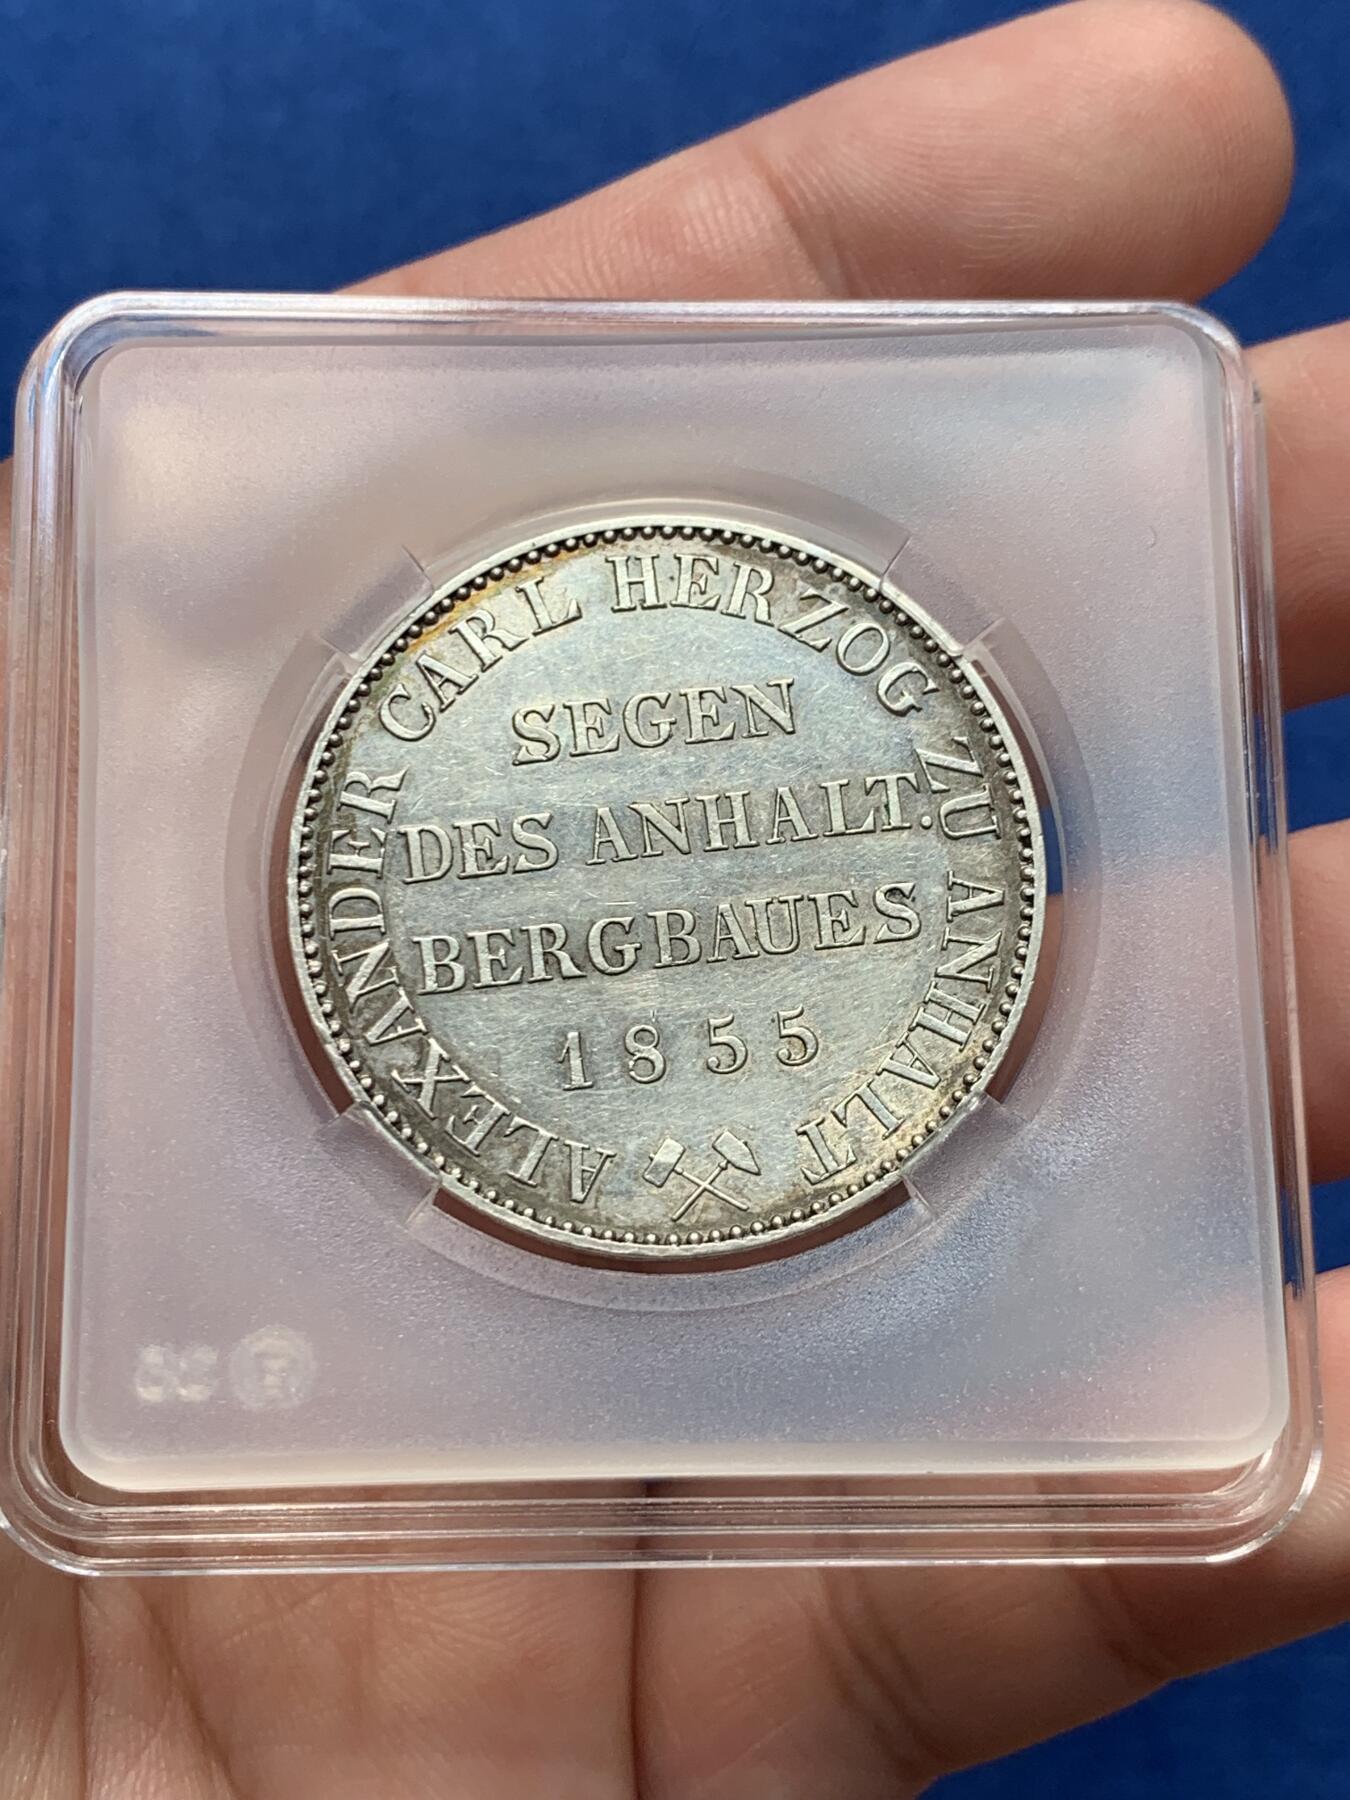 ALEXANDER CARL HERZOG ZU ANHALT
SEGEN
DES ANHALT.
BERGBAUES
1855